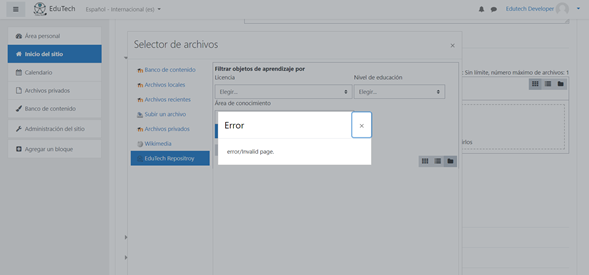 EduTech
Español - Internacional (es)
Edutech Developer
Área personal
Inicio del sitio
Calendario
Archivos privados
Banco de contenido
Administración del sitio
Agregar un bloque
Selector de archivos
×
Banco de contenido
Archivos locales
Archivos recientes
Subir un archivo
Archivos privados
Wikimedia
EduTech Repositroy
Filtrar objetos de aprendizaje por
Licencia
Nivel de educación
Elegir...
Elegir...
Área de conocimiento
Sin límite, número máximo de archivos: 1
Error
×
error/Invalid page.